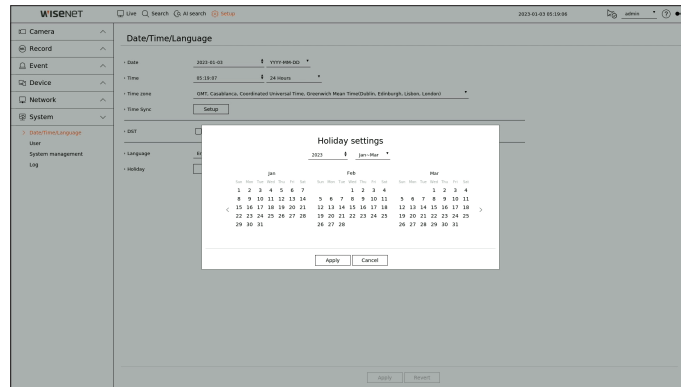 WISENET
Live Search AI search Setup 2023-01-03 05:19:06 admin
Camera
Record
Event
Device
Network
System
Date/Time/Language
User
System management
Log
Date/Time/Language
Date 2023-01-03 YYYY-MM-DD
Time 05:19:07 24 Hours
Time zone GMT, Casablanca, Coordinated Universal Time, Greenwich Mean Time(Dublin, Edinburgh, Lisbon, London)
Time Sync Setup
DST
Language
Holiday
Holiday settings
2023 Jan~Mar
Jan Feb Mar
Sun Mon Tue Wed Thu Fri Sat Sun Mon Tue Wed Thu Fri Sat Sun Mon Tue Wed Thu Fri Sat
1 2 3 4 5 6 7 1 2 3 4 1 2 3 4
8 9 10 11 12 13 14 5 6 7 8 9 10 11 5 6 7 8 9 10 11
< 15 16 17 18 19 20 21 12 13 14 15 16 17 18 12 13 14 15 16 17 18 >
22 23 24 25 26 27 28 19 20 21 22 23 24 25 19 20 21 22 23 24 25
29 30 31 26 27 28 26 27 28 29 30 31
Apply Cancel
Apply Revert